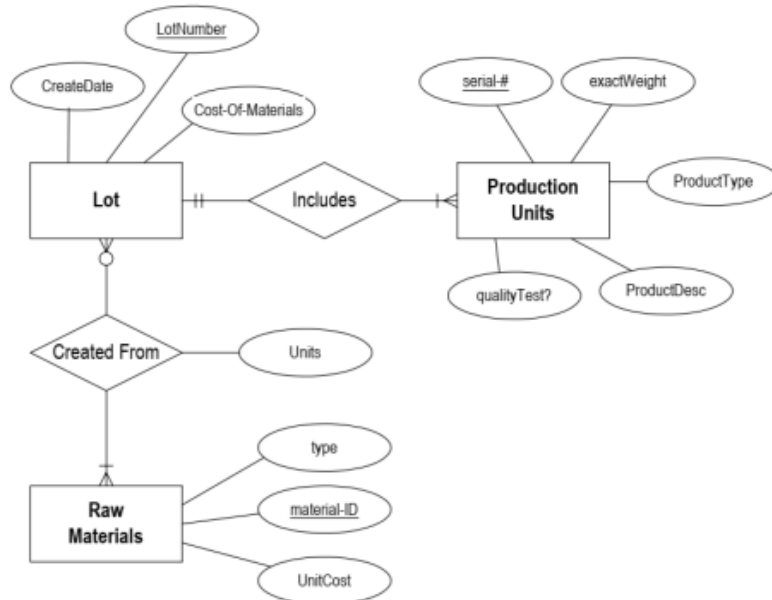 LotNumber
CreateDate
Cost-Of-Materials
serial-#
exactWeight
Lot
Includes
Production
Units
ProductType
qualityTest?
ProductDesc
Created From
Units
type
Raw
Materials
material-ID
UnitCost